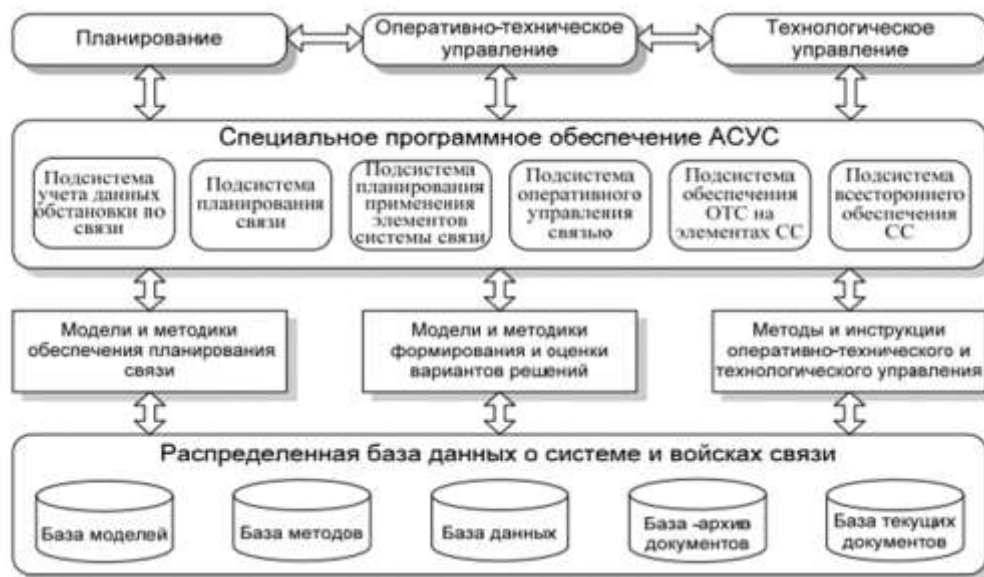 Планирование
Оперативно-техническое
управление
Технологическое
управление
Специальное программное обеспечение АСУС
Подсистема
учета данных
обстановки по
связи
Подсистема
планирования
связи
Подсистема
планирования
применения
элементов
системы связи
Подсистема
оперативного
управления
связью
Подсистема
обеспечения
ОТС на
элементах СС
Подсистема
всестороннего
обеспечения
СС
Модели и методики
обеспечения планирования
связи
Модели и методики
формирования и оценки
вариантов решений
Методы и инструкции
оперативно-технического и
технологического управления
Распределенная база данных о системе и войсках связи
База моделей
База методов
База данных
База -архив
документов
База текущих
документов